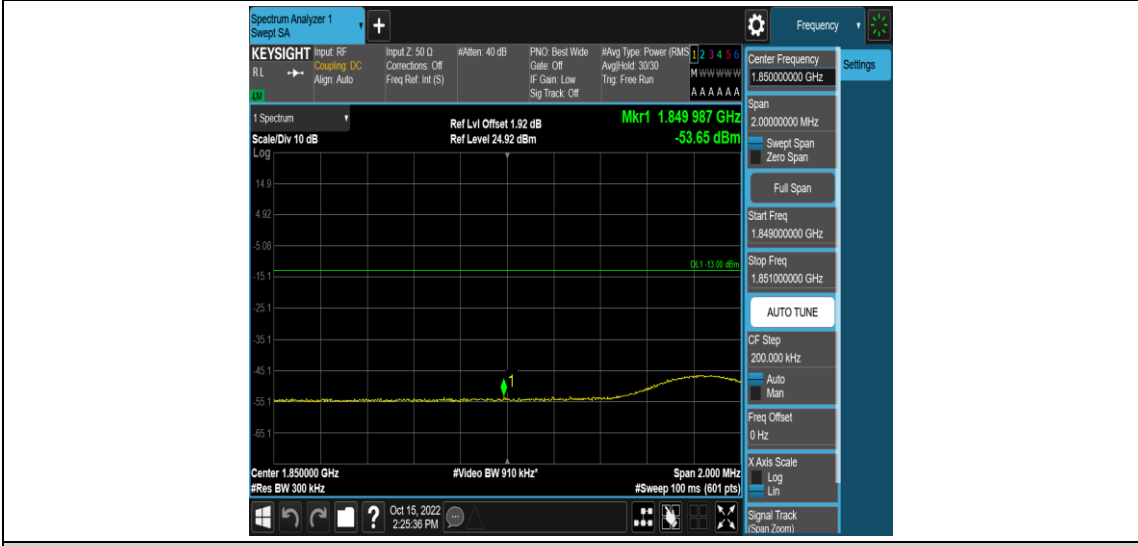 Spectrum Analyzer 1
Swept SA
+
Frequency
KEYSIGHT
RL
Input: RF
Coupling: DC
Align: Auto
Input Z: 50 Ω
Corrections: Off
Freq Ref: Int (S)
#Atten: 40 dB
PNO: Best Wide
Gate: Off
IF Gain: Low
Sig Track: Off
#Avg Type: Power (RMS
Avg|Hold: 30/30
Trig: Free Run
1 2 3 4 5 6
M W W W W W
A A A A A A
1 Spectrum
Scale/Div 10 dB
Log
Ref Lvl Offset 1.92 dB
Ref Level 24.92 dBm
Mkr1 1.849 987 GHz
-53.65 dBm
14.9
4.92
-5.08
DL1 -13.00 dBm
-15.1
-25.1
-35.1
-45.1
1
-55.1
-65.1
Center 1.85000 GHz
#Res BW 300 kHz
#Video BW 910 kHz*
Span 2.000 MHz
#Sweep 100 ms (601 pts)
?
Oct 15, 2022
2:25:36 PM
Center Frequency
1.850000000 GHz
Settings
Span
2.00000000 MHz
Swept Span
Zero Span
Full Span
Start Freq
1.849000000 GHz
Stop Freq
1.851000000 GHz
AUTO TUNE
CF Step
200.000 kHz
Auto
Man
Freq Offset
0 Hz
X Axis Scale
Log
Lin
Signal Track
(Span Zoom)